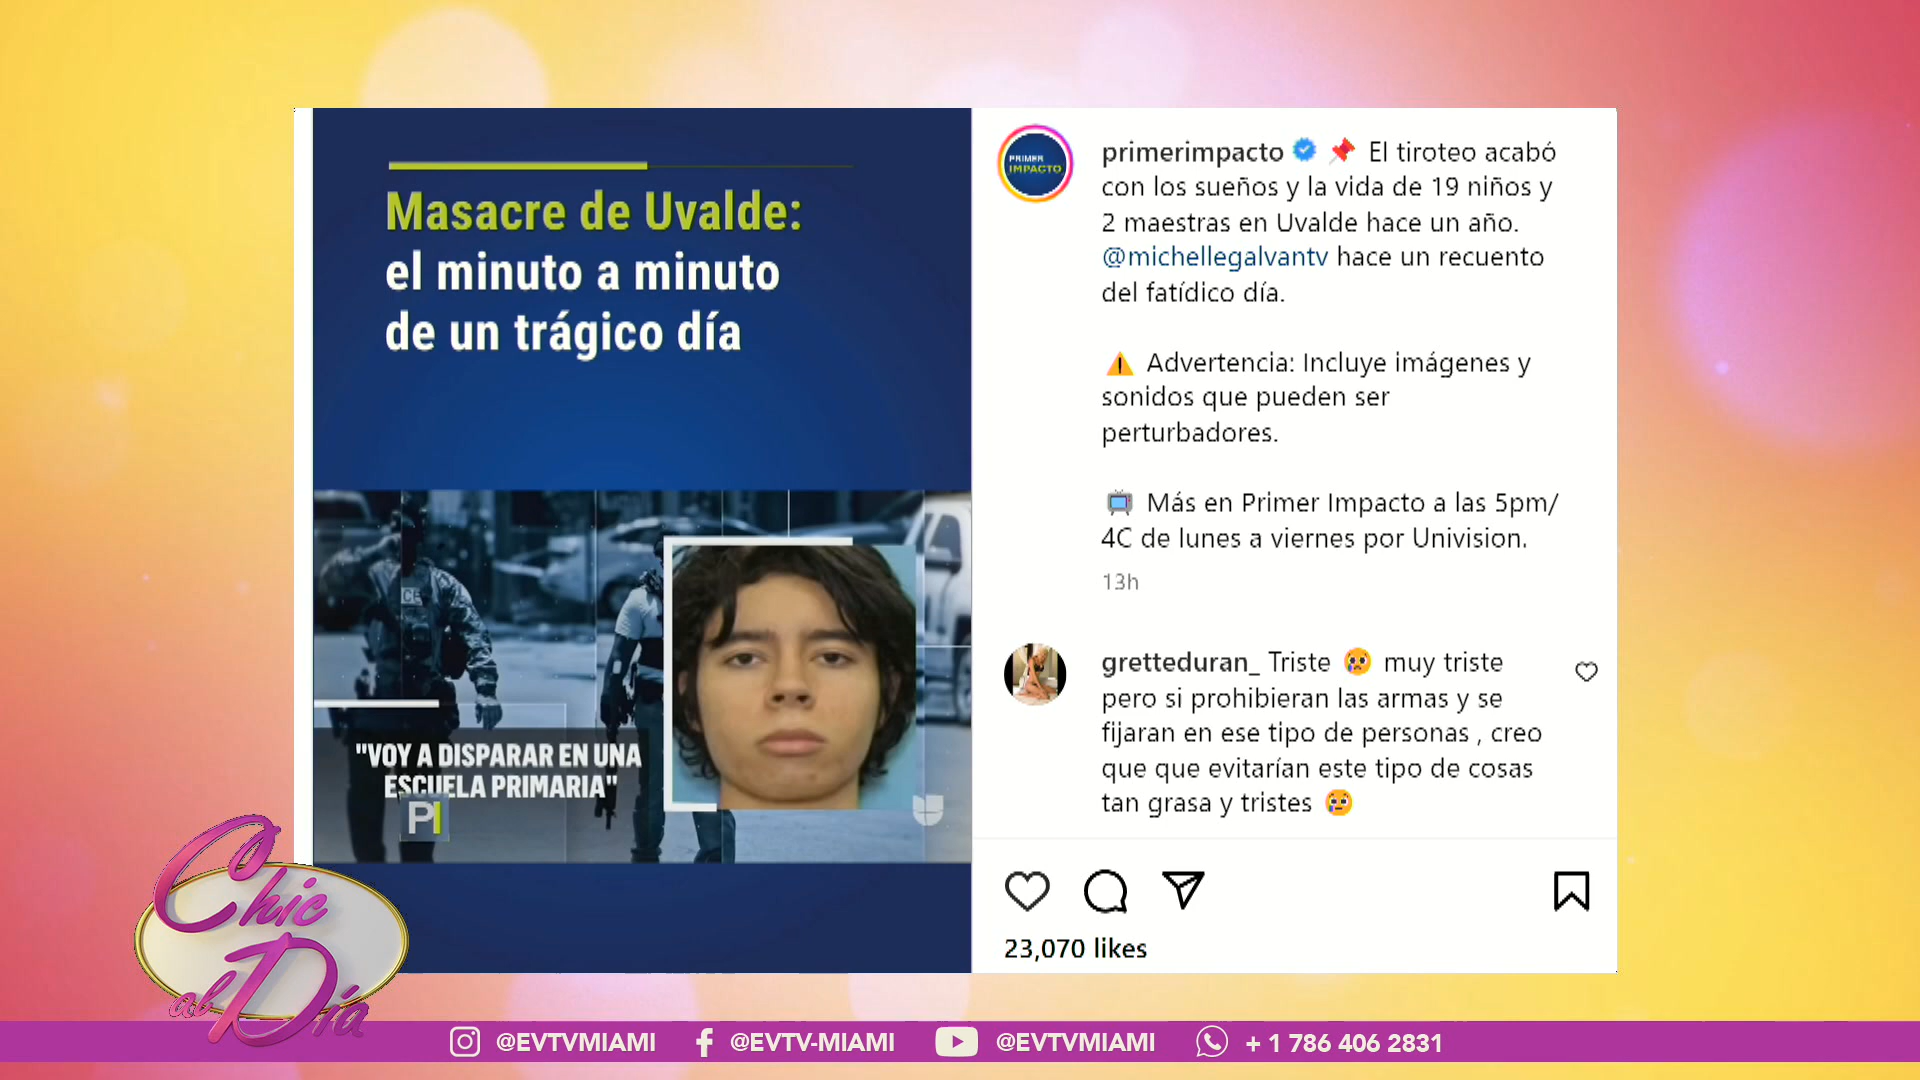 Masacre de Uvalde:
el minuto a minuto
de un trágico día
CE
"VOY A DISPARAR EN UNA
ESCUELA PRIMARIA"
PI
PRIMER
IMPACTO
primerimpacto 📌 El tiroteo acabó
con los sueños y la vida de 19 niños y
2 maestras en Uvalde hace un año.
@michellegalvantv hace un recuento
del fatídico día.
⚠️ Advertencia: Incluye imágenes y
sonidos que pueden ser
perturbadores.
📺 Más en Primer Impacto a las 5pm/
4C de lunes a viernes por Univision.
13h
gretteduran_ Triste 😢 muy triste
pero si prohibieran las armas y se
fijaran en ese tipo de personas , creo
que que evitarían este tipo de cosas
tan grasa y tristes 😢
23,070 likes
Chic
al Día
@EVTVMIAMI @EVTV-MIAMI @EVTVMIAMI + 1 786 406 2831